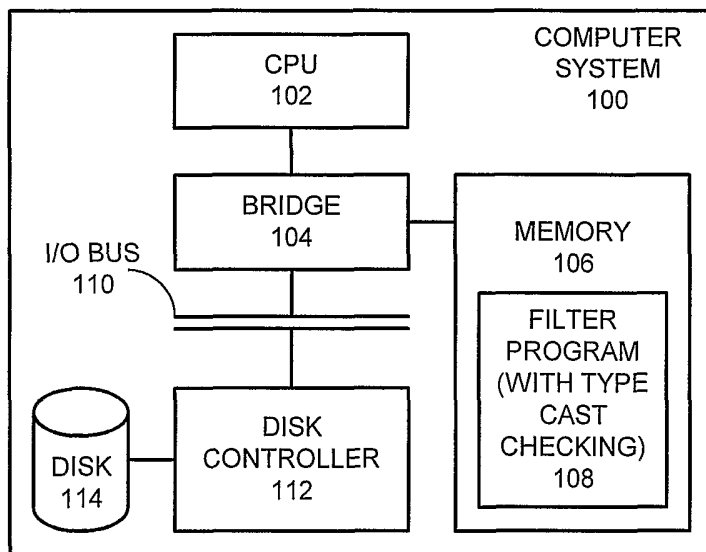 COMPUTER
SYSTEM
100
CPU
102
BRIDGE
104
I/O BUS
110
MEMORY
106
FILTER
PROGRAM
(WITH TYPE
CAST
CHECKING)
108
DISK
CONTROLLER
112
DISK
114